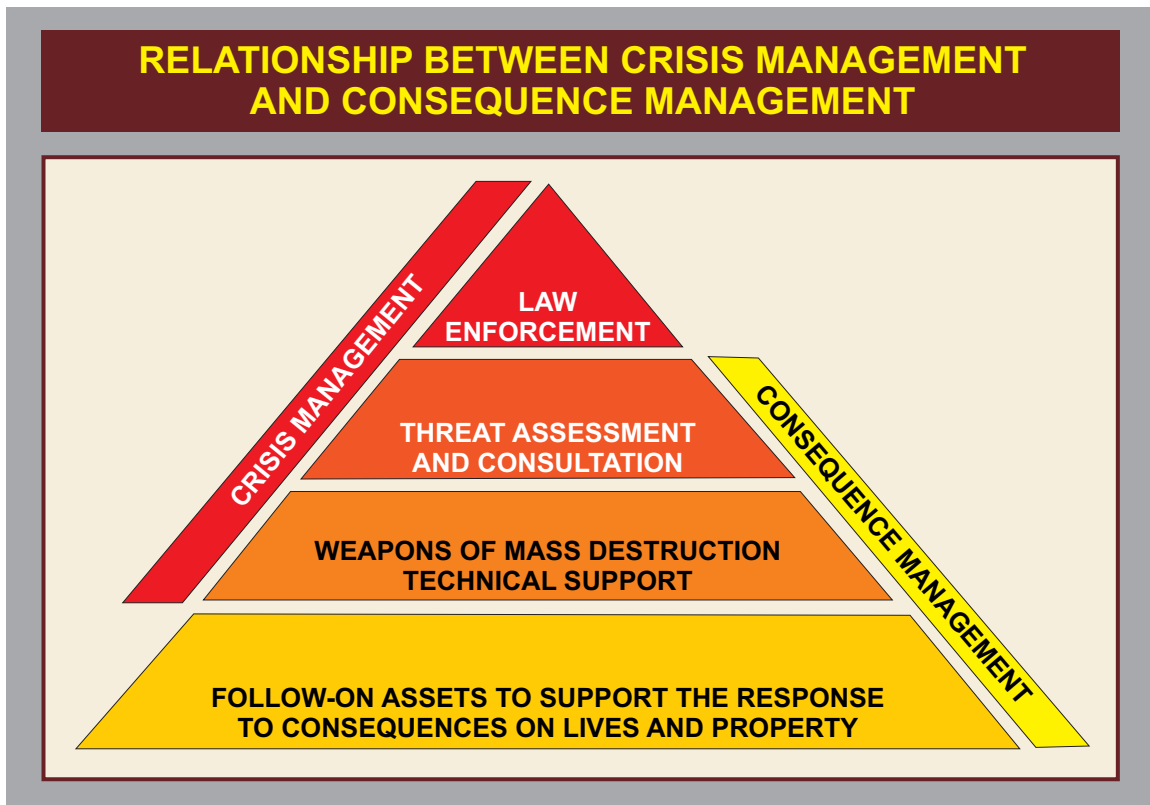 RELATIONSHIP BETWEEN CRISIS MANAGEMENT
AND CONSEQUENCE MANAGEMENT
CRISIS MANAGEMENT
LAW
ENFORCEMENT
THREAT ASSESSMENT
AND CONSULTATION
CONSEQUENCE MANAGEMENT
WEAPONS OF MASS DESTRUCTION
TECHNICAL SUPPORT
FOLLOW-ON ASSETS TO SUPPORT THE RESPONSE
TO CONSEQUENCES ON LIVES AND PROPERTY